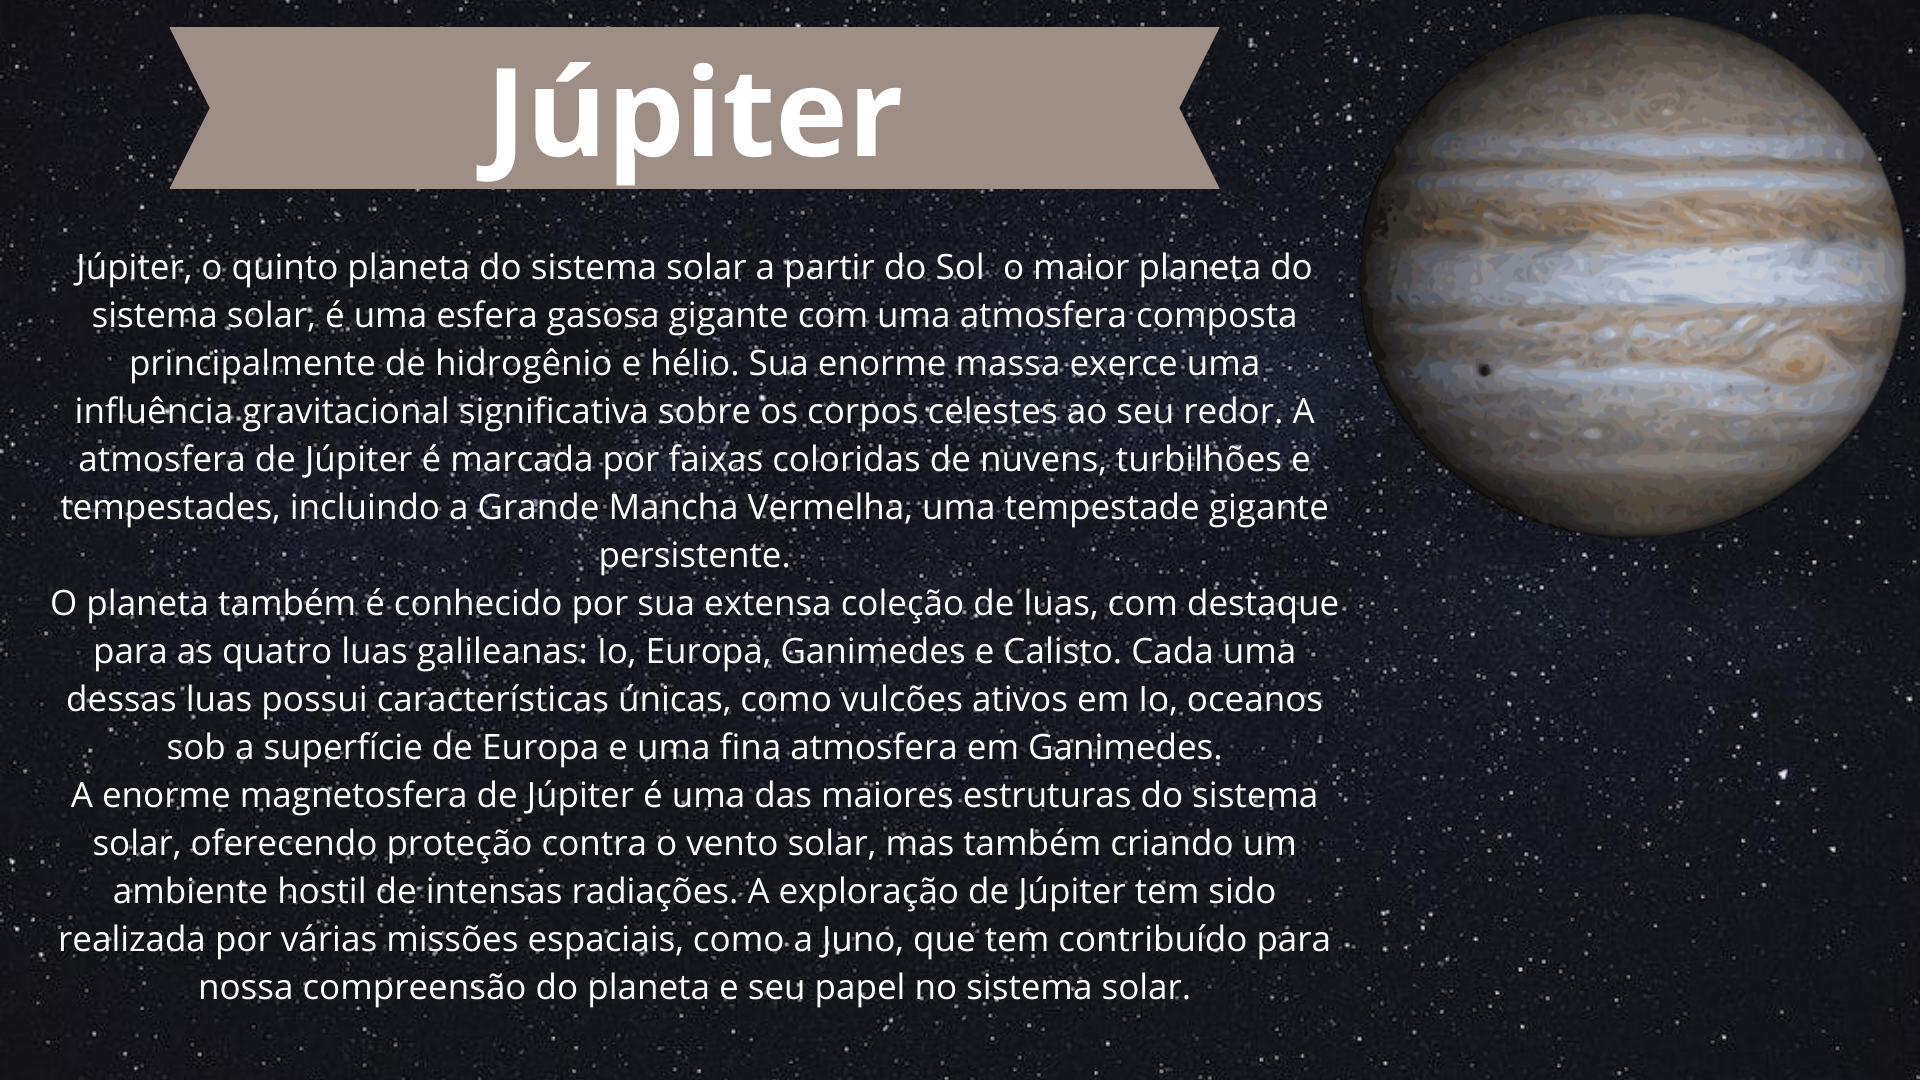 Júpiter
Júpiter, o quinto planeta do sistema solar a partir do Sol  o maior planeta do
sistema solar, é uma esfera gasosa gigante com uma atmosfera composta
principalmente de hidrogênio e hélio. Sua enorme massa exerce uma
influência gravitacional significativa sobre os corpos celestes ao seu redor. A
atmosfera de Júpiter é marcada por faixas coloridas de nuvens, turbilhões e
tempestades, incluindo a Grande Mancha Vermelha, uma tempestade gigante
persistente.
O planeta também é conhecido por sua extensa coleção de luas, com destaque
para as quatro luas galileanas: Io, Europa, Ganimedes e Calisto. Cada uma
dessas luas possui características únicas, como vulcões ativos em Io, oceanos
sob a superfície de Europa e uma fina atmosfera em Ganimedes.
A enorme magnetosfera de Júpiter é uma das maiores estruturas do sistema
solar, oferecendo proteção contra o vento solar, mas também criando um
ambiente hostil de intensas radiações. A exploração de Júpiter tem sido
realizada por várias missões espaciais, como a Juno, que tem contribuído para
nossa compreensão do planeta e seu papel no sistema solar.